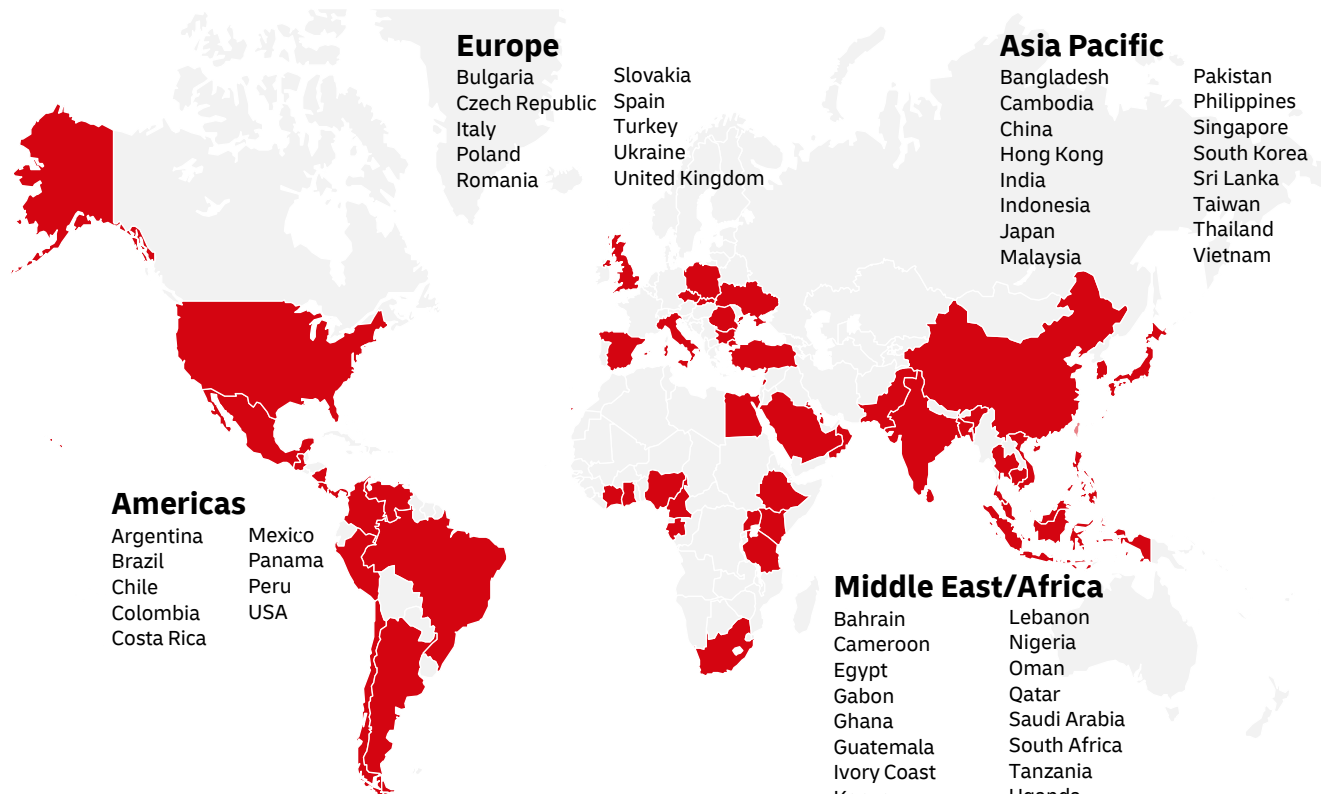 Europe
Bulgaria
Czech Republic
Italy
Poland
Romania
Slovakia
Spain
Turkey
Ukraine
United Kingdom
Asia Pacific
Bangladesh
Cambodia
China
Hong Kong
India
Indonesia
Japan
Malaysia
Pakistan
Philippines
Singapore
South Korea
Sri Lanka
Taiwan
Thailand
Vietnam
Americas
Argentina
Brazil
Chile
Colombia
Costa Rica
Mexico
Panama
Peru
USA
Middle East/Africa
Bahrain
Cameroon
Egypt
Gabon
Ghana
Guatemala
Ivory Coast
Lebanon
Nigeria
Oman
Qatar
Saudi Arabia
South Africa
Tanzania